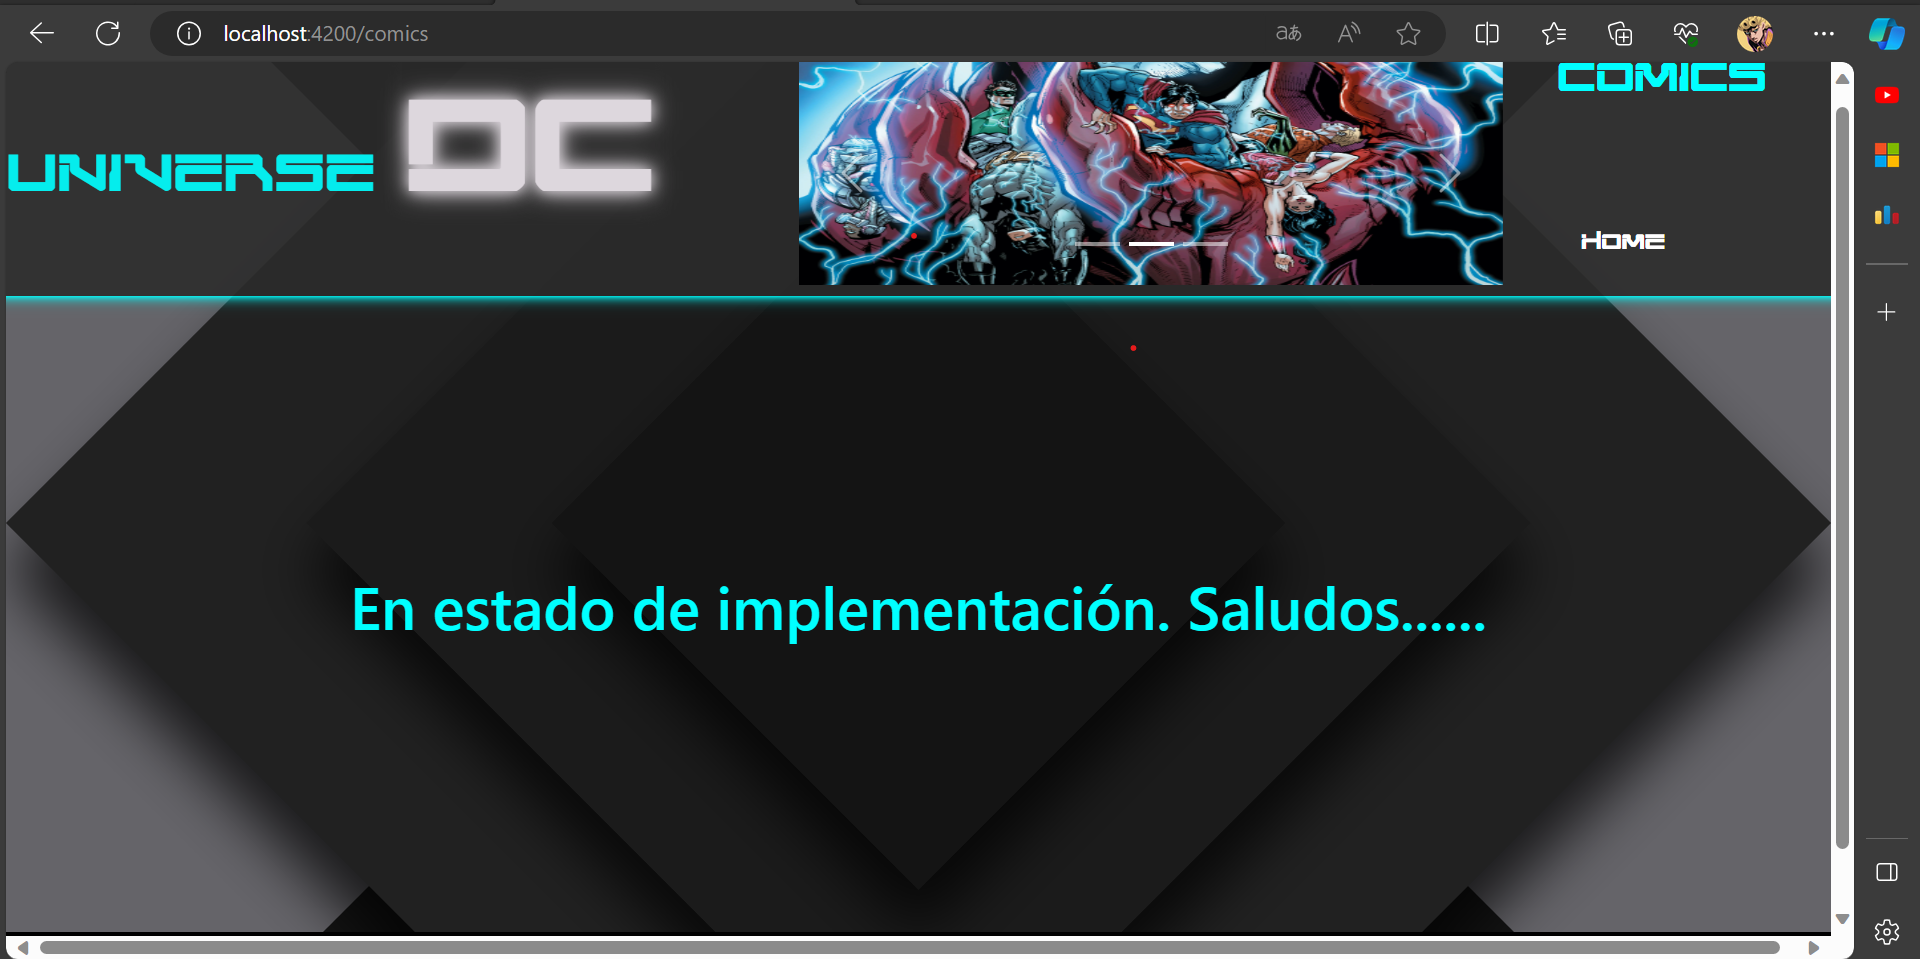 localhost:4200/comics
COMICS
UNIVERSE DC
HOME
En estado de implementación. Saludos......